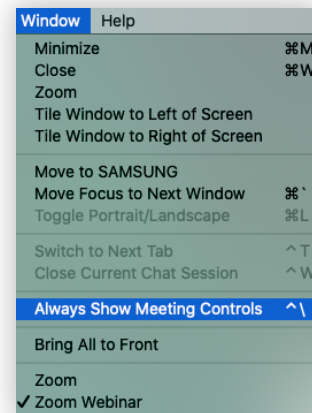 Window Help
Minimize ⌘M
Close ⌘W
Zoom
Tile Window to Left of Screen
Tile Window to Right of Screen
Move to SAMSUNG
Move Focus to Next Window ⌘`
Toggle Portrait/Landscape ⌘L
Switch to Next Tab ^T
Close Current Chat Session ^W
Always Show Meeting Controls ^\
Bring All to Front
Zoom
✓ Zoom Webinar